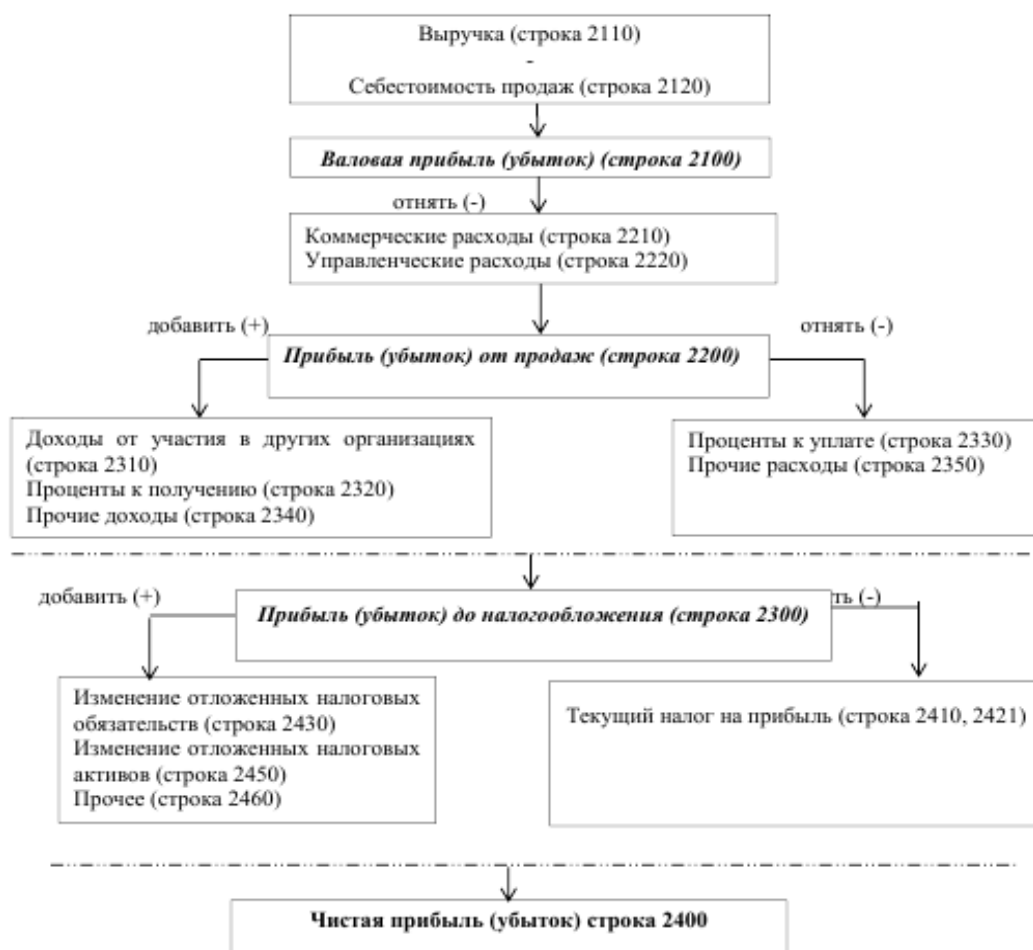 Выручка (строка 2110)
-
Себестоимость продаж (строка 2120)
Валовая прибыль (убыток) (строка 2100)
отнять (-)
Коммерческие расходы (строка 2210)
Управленческие расходы (строка 2220)
добавить (+)
отнять (-)
Прибыль (убыток) от продаж (строка 2200)
Доходы от участия в других организациях
(строка 2310)
Проценты к получению (строка 2320)
Прочие доходы (строка 2340)
Проценты к уплате (строка 2330)
Прочие расходы (строка 2350)
добавить (+)
ть (-)
Прибыль (убыток) до налогообложения (строка 2300)
Изменение отложенных налоговых
обязательств (строка 2430)
Изменение отложенных налоговых
активов (строка 2450)
Прочее (строка 2460)
Текущий налог на прибыль (строка 2410, 2421)
Чистая прибыль (убыток) строка 2400